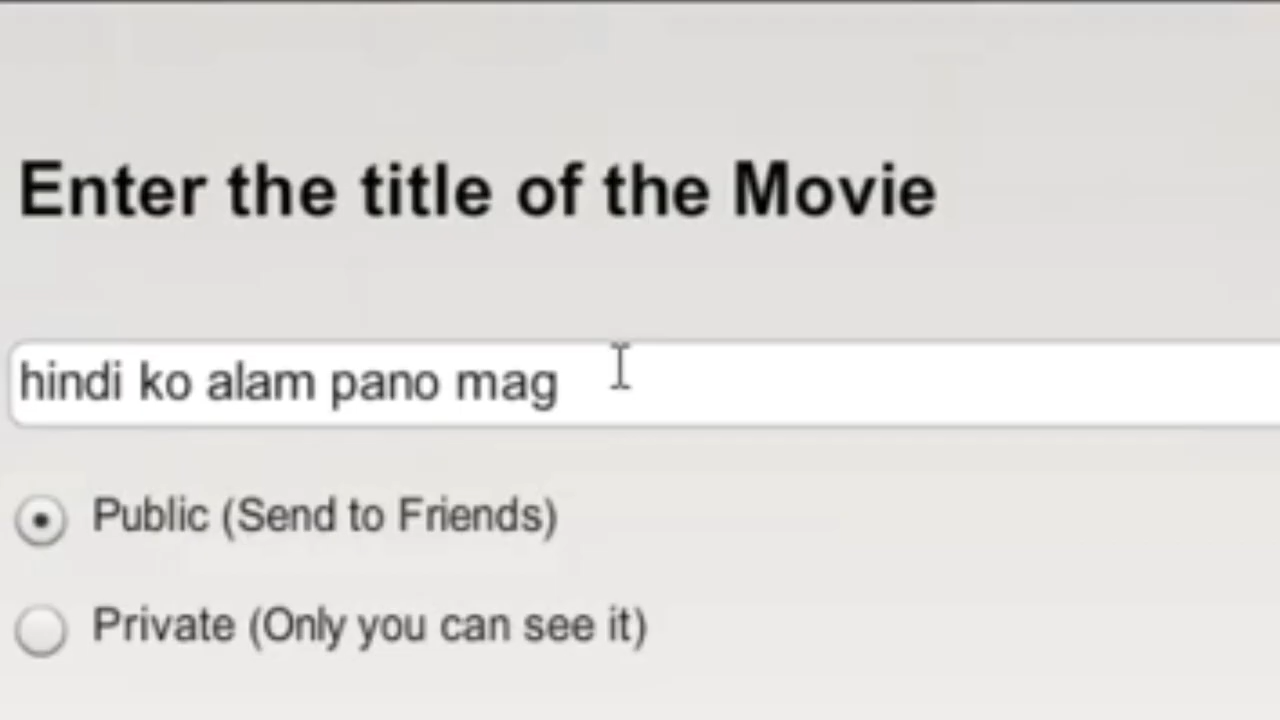 Enter the title of the Movie
hindi ko alam pano mag
Public (Send to Friends)
Private (Only you can see it)